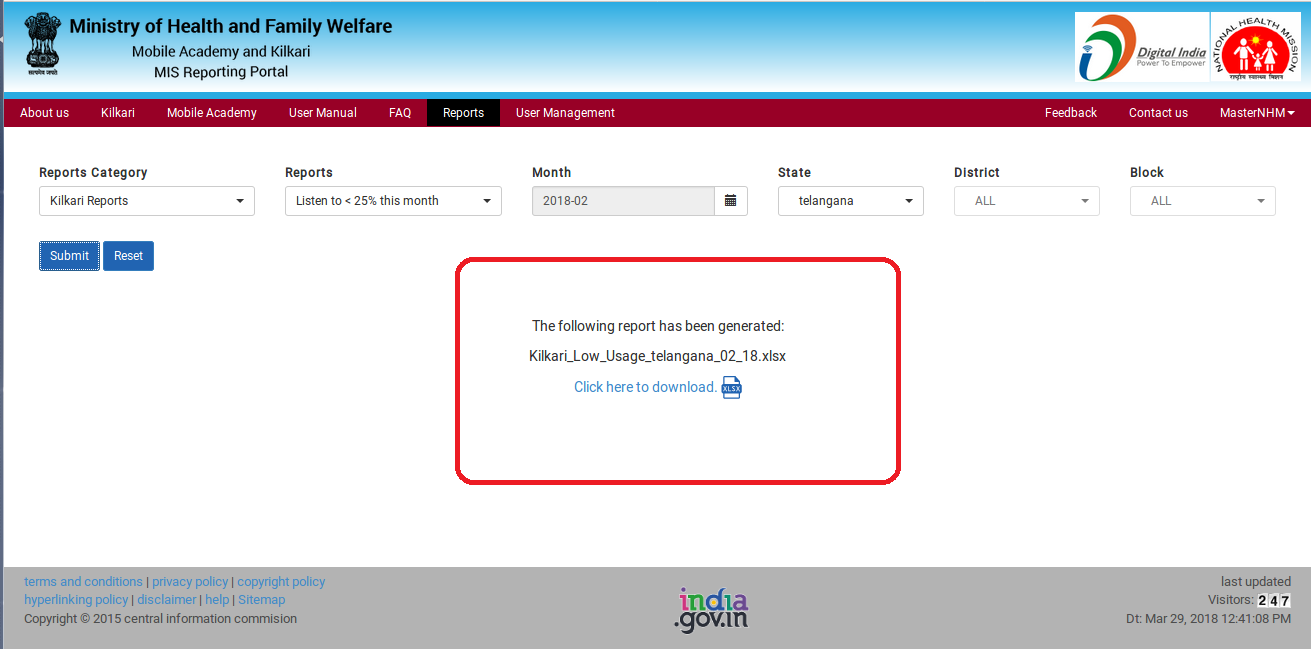 Ministry of Health and Family Welfare
Mobile Academy and Kilkari
MIS Reporting Portal
सत्यमेव जयते
Digital India
Power To Empower
NATIONAL HEALTH MISSION
राष्ट्रीय स्वास्थ्य मिशन
About us Kilkari Mobile Academy User Manual FAQ Reports User Management Feedback Contact us MasterNHM
Reports Category Reports Month State District Block
Kilkari Reports Listen to < 25% this month 2018-02 telangana ALL ALL
Submit Reset
The following report has been generated:
Kilkari_Low_Usage_telangana_02_18.xlsx
Click here to download. XLSX
terms and conditions | privacy policy | copyright policy
hyperlinking policy | disclaimer | help | Sitemap
Copyright © 2015 central information commision
india
.gov.in
last updated
Visitors: 247
Dt: Mar 29, 2018 12:41:08 PM